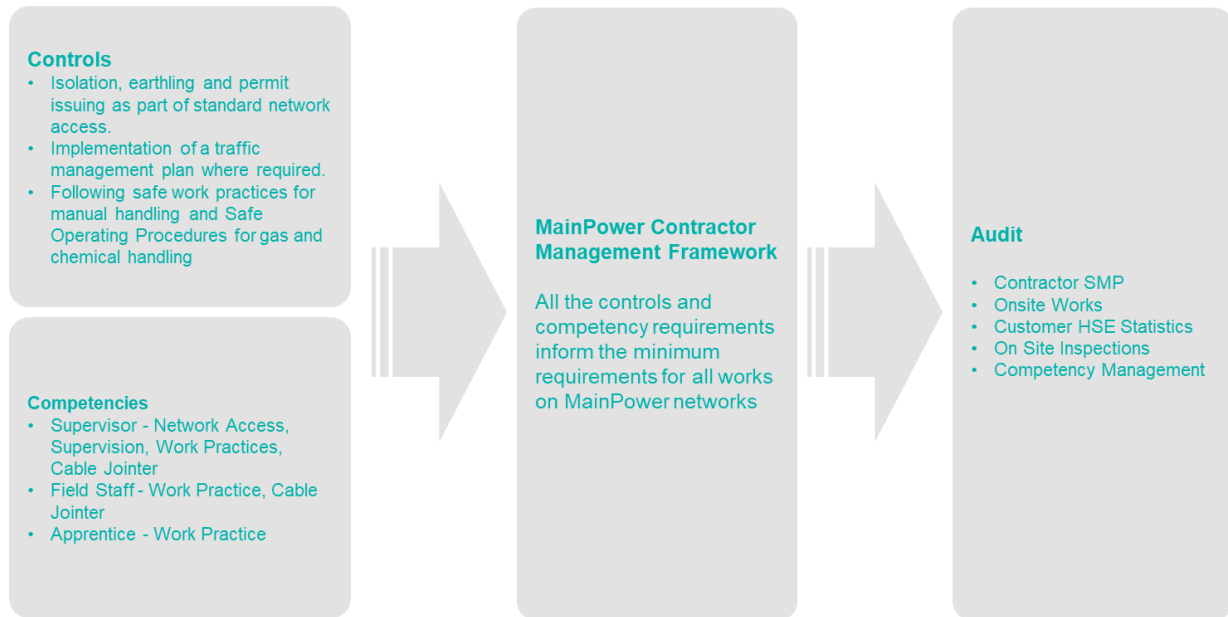 Controls
• Isolation, earthling and permit
issuing as part of standard network
access.
• Implementation of a traffic
management plan where required.
• Following safe work practices for
manual handling and Safe
Operating Procedures for gas and
chemical handling
Competencies
• Supervisor - Network Access,
Supervision, Work Practices,
Cable Jointer
• Field Staff - Work Practice, Cable
Jointer
• Apprentice - Work Practice
MainPower Contractor
Management Framework
All the controls and
competency requirements
inform the minimum
requirements for all works
on MainPower networks
Audit
• Contractor SMP
• Onsite Works
• Customer HSE Statistics
• On Site Inspections
• Competency Management